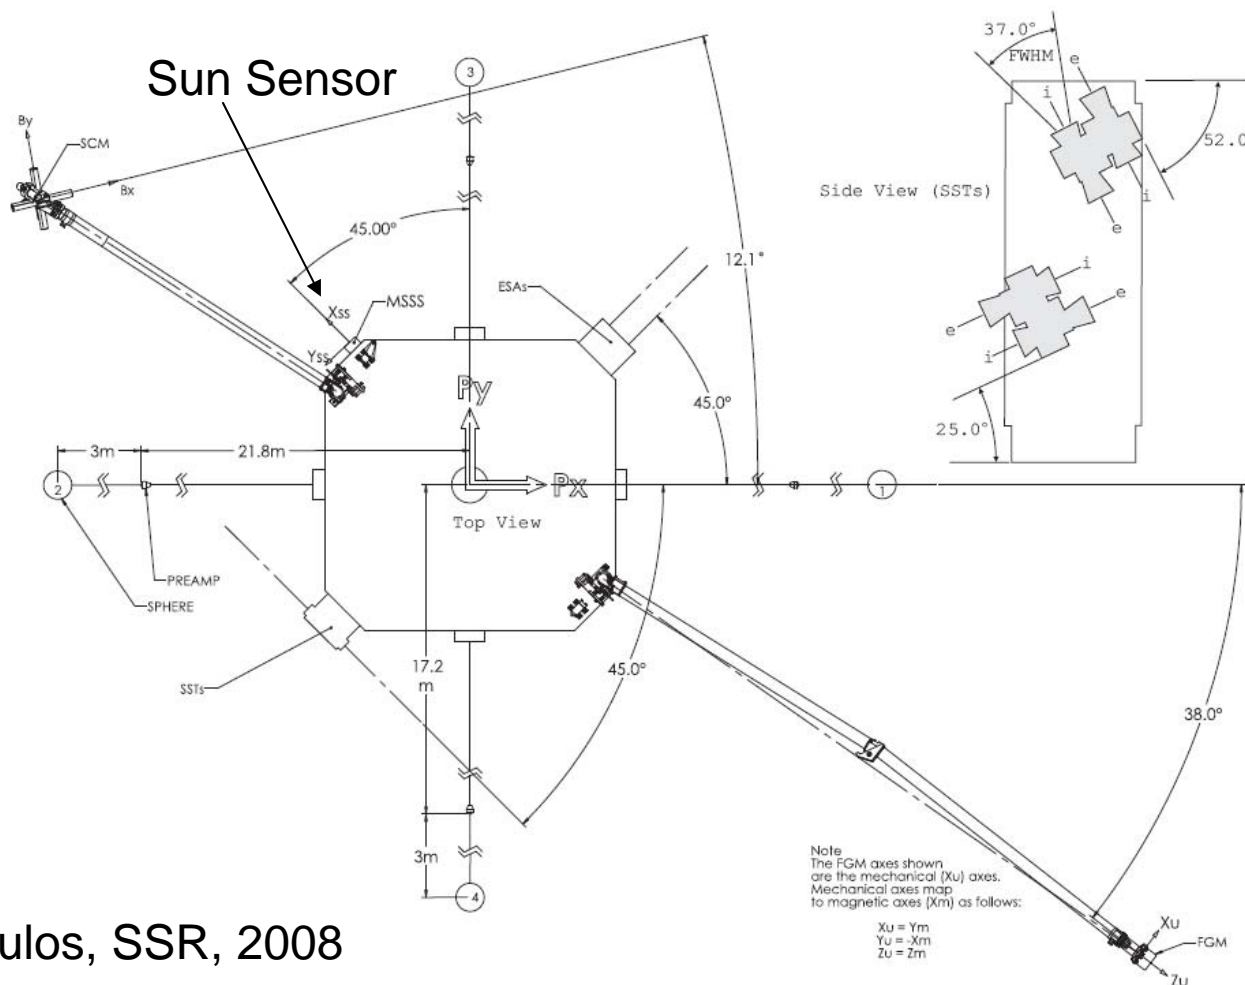 Sun Sensor
By
SCM
Bx
3
37.0°
FWHM
e
i
52.0
Side View (SSTs)
i
e
45.00°
12.1°
ESAs
Xss
MSSS
Yss
i
e
e
i
25.0°
Py
45.0°
3m
21.8m
2
Px
1
Top View
PREAMP
SPHERE
SSTs
17.2
m
45.0°
38.0°
3m
4
Note
The FGM axes shown
are the mechanical (Xu) axes.
Mechanical axes map
to magnetic axes (Xm) as follows:
Xu = Ym
Yu = -Xm
Zu = Zm
Xu
FGM
Zu
ulos, SSR, 2008